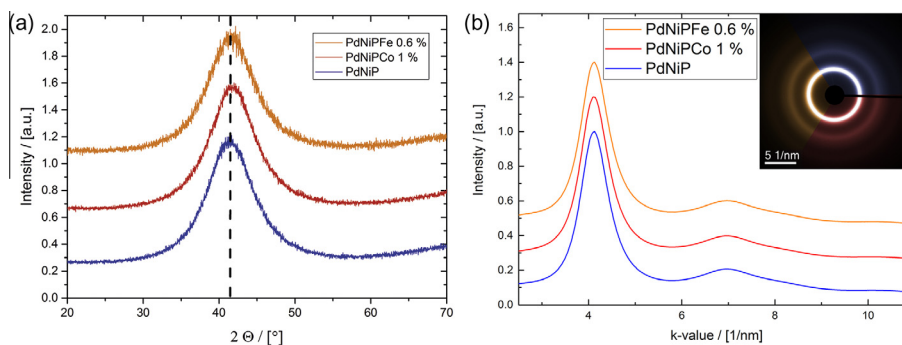 (a)
2.0
1.8
1.6
1.4
1.2
1.0
0.8
0.6
0.4
0.2
0.0
Intensity / [a.u.]
PdNiPFe 0.6 %
PdNiPCo 1 %
PdNiP
20 30 40 50 60 70
2 Θ / [°]
(b)
1.6
1.4
1.2
1.0
0.8
0.6
0.4
0.2
0.0
Intensity / [a.u.]
PdNiPFe 0.6 %
PdNiPCo 1 %
PdNiP
5 1/nm
4 6 8 10
k-value / [1/nm]